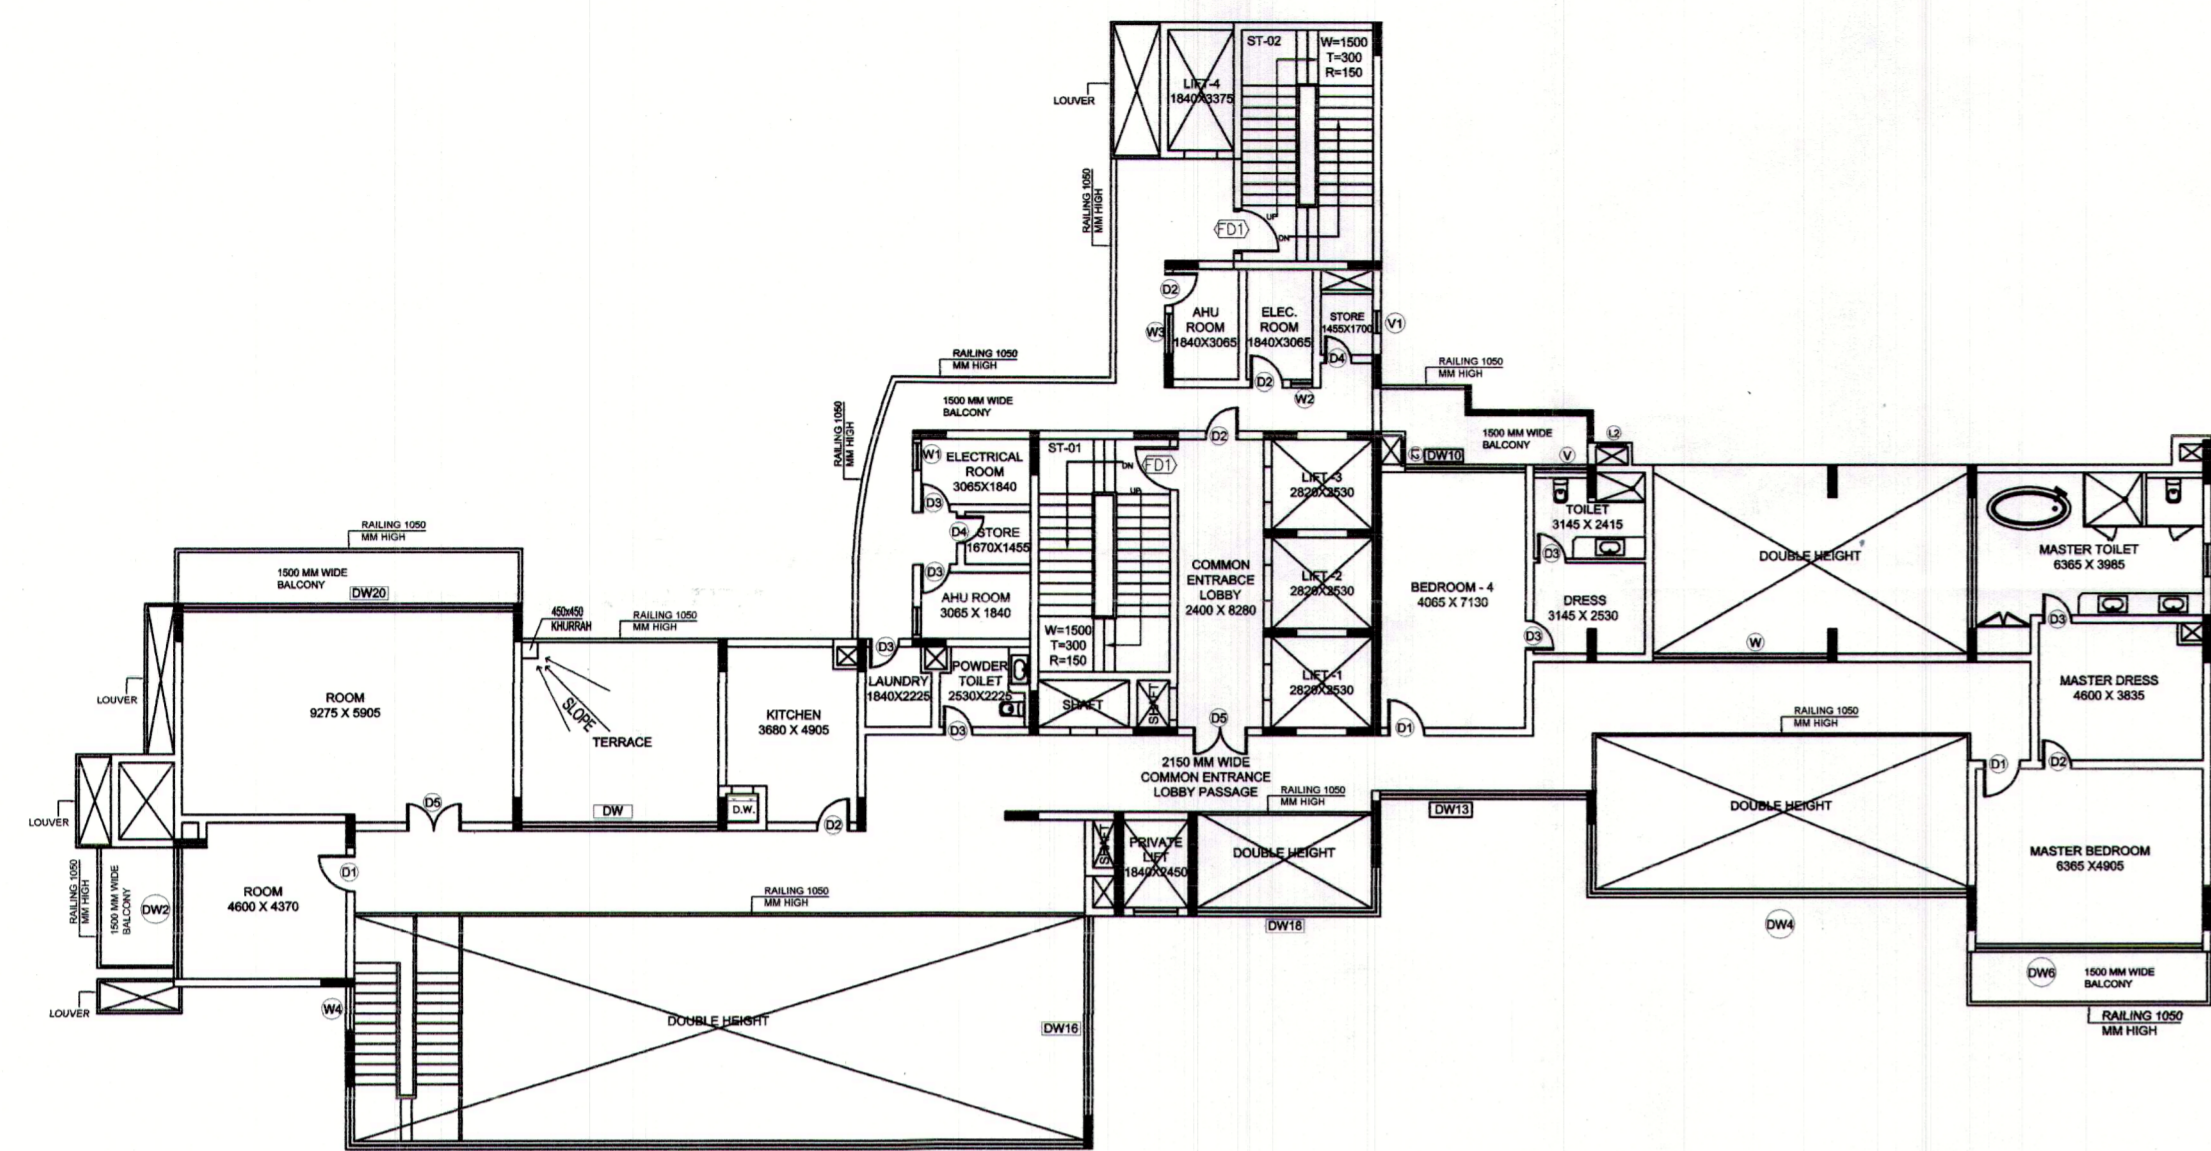 ST-02
W=1500
T=300
R=150
LIFT-4
1840X3375
LOUVER
RAILING 1050
MM HIGH
UP
DN
FD1
D2
W3
AHU
ROOM
1840X3065
ELEC.
ROOM
1840X3065
STORE
1455X1700
V1
D4
D2
W2
RAILING 1050
MM HIGH
RAILING 1050
MM HIGH
1500 MM WIDE
BALCONY
RAILING 1050
MM HIGH
D2
1500 MM WIDE
BALCONY
L2
L2
DW10
V
W1
ELECTRICAL
ROOM
3065X1840
D3
D4
STORE
1670X1455
D3
AHU ROOM
3065 X 1840
ST-01
DN
UP
FD1
W=1500
T=300
R=150
COMMON
ENTRABCE
LOBBY
2400 X 8280
LIFT-3
2820X2530
LIFT-2
2820X2530
LIFT-1
2820X2530
BEDROOM - 4
4065 X 7130
TOILET
3145 X 2415
D3
DRESS
3145 X 2530
D3
DOUBLE HEIGHT
W
MASTER TOILET
6365 X 3985
D3
MASTER DRESS
4600 X 3835
D2
D1
RAILING 1050
MM HIGH
1500 MM WIDE
BALCONY
DW20
450x450
KHURRAH
RAILING 1050
MM HIGH
LOUVER
ROOM
9275 X 5905
SLOPE
TERRACE
DW
KITCHEN
3680 X 4905
D.W.
D2
D3
LAUNDRY
1840X2225
POWDER
TOILET
2530X2225
D3
SHAFT
SHAFT
D5
D1
2150 MM WIDE
COMMON ENTRANCE
LOBBY PASSAGE
RAILING 1050
MM HIGH
RAILING 1050
MM HIGH
DOUBLE HEIGHT
DW13
D5
LOUVER
RAILING 1050
MM HIGH
1500 MM WIDE
BALCONY
DW2
ROOM
4600 X 4370
D1
RAILING 1050
MM HIGH
SHAFT
PRIVATE
LIFT
1840X2450
DOUBLE HEIGHT
DW18
MASTER BEDROOM
6365 X4905
DW4
DW6
1500 MM WIDE
BALCONY
RAILING 1050
MM HIGH
LOUVER
W4
DOUBLE HEIGHT
DW16